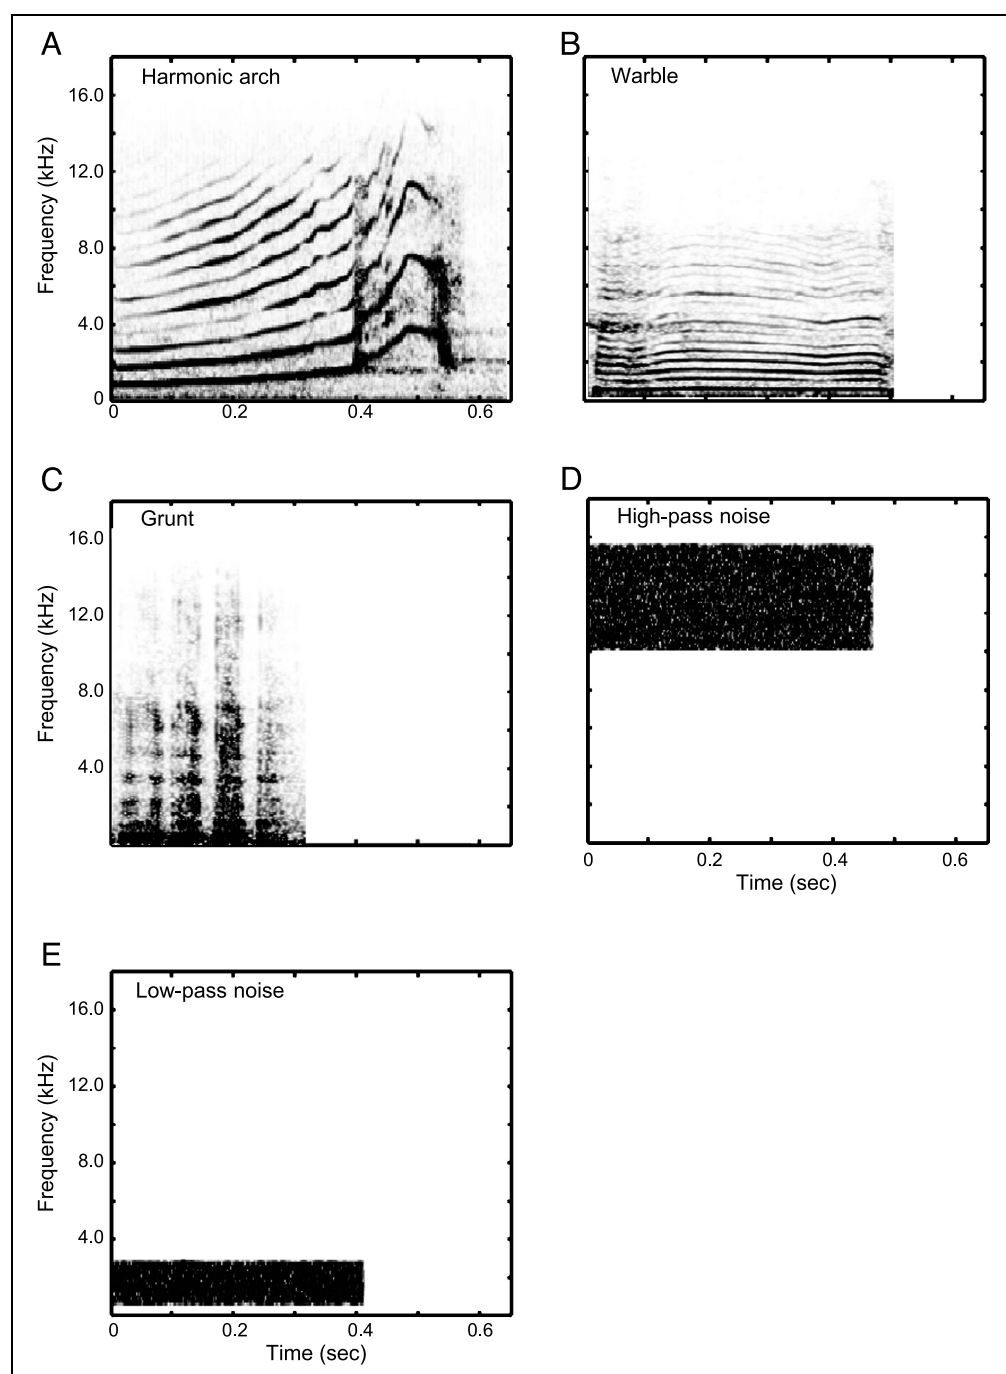 A
Harmonic arch
16.0
12.0
8.0
4.0
0
Frequency (kHz)
0 0.2 0.4 0.6
B
Warble
C
Grunt
16.0
12.0
8.0
4.0
Frequency (kHz)
D
High-pass noise
0 0.2 0.4 0.6
Time (sec)
E
Low-pass noise
16.0
12.0
8.0
4.0
Frequency (kHz)
0 0.2 0.4 0.6
Time (sec)